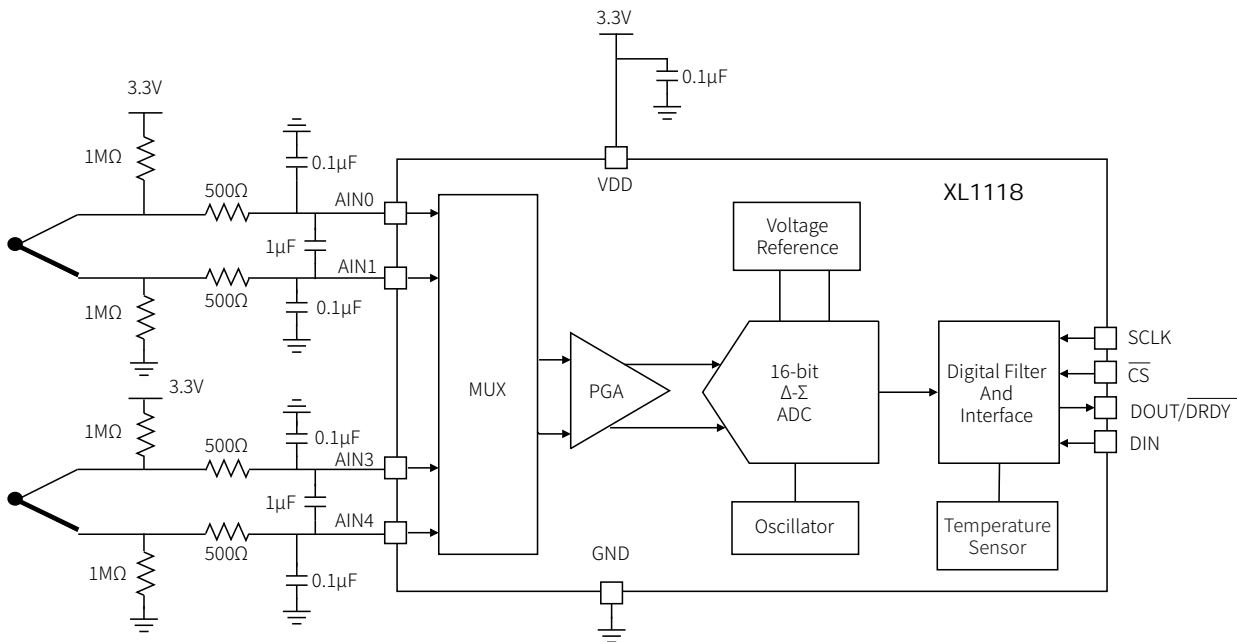 3.3V
0.1µF
3.3V
1MΩ
0.1µF
500Ω
AIN0
1µF
AIN1
500Ω
0.1µF
1MΩ
3.3V
1MΩ
500Ω
0.1µF
AIN3
1µF
AIN4
500Ω
0.1µF
1MΩ
VDD
XL1118
MUX
PGA
Voltage
Reference
16-bit
Δ-Σ
ADC
Oscillator
Digital Filter
And
Interface
Temperature
Sensor
SCLK
C̅S̅
DOUT/D̅R̅D̅Y̅
DIN
GND